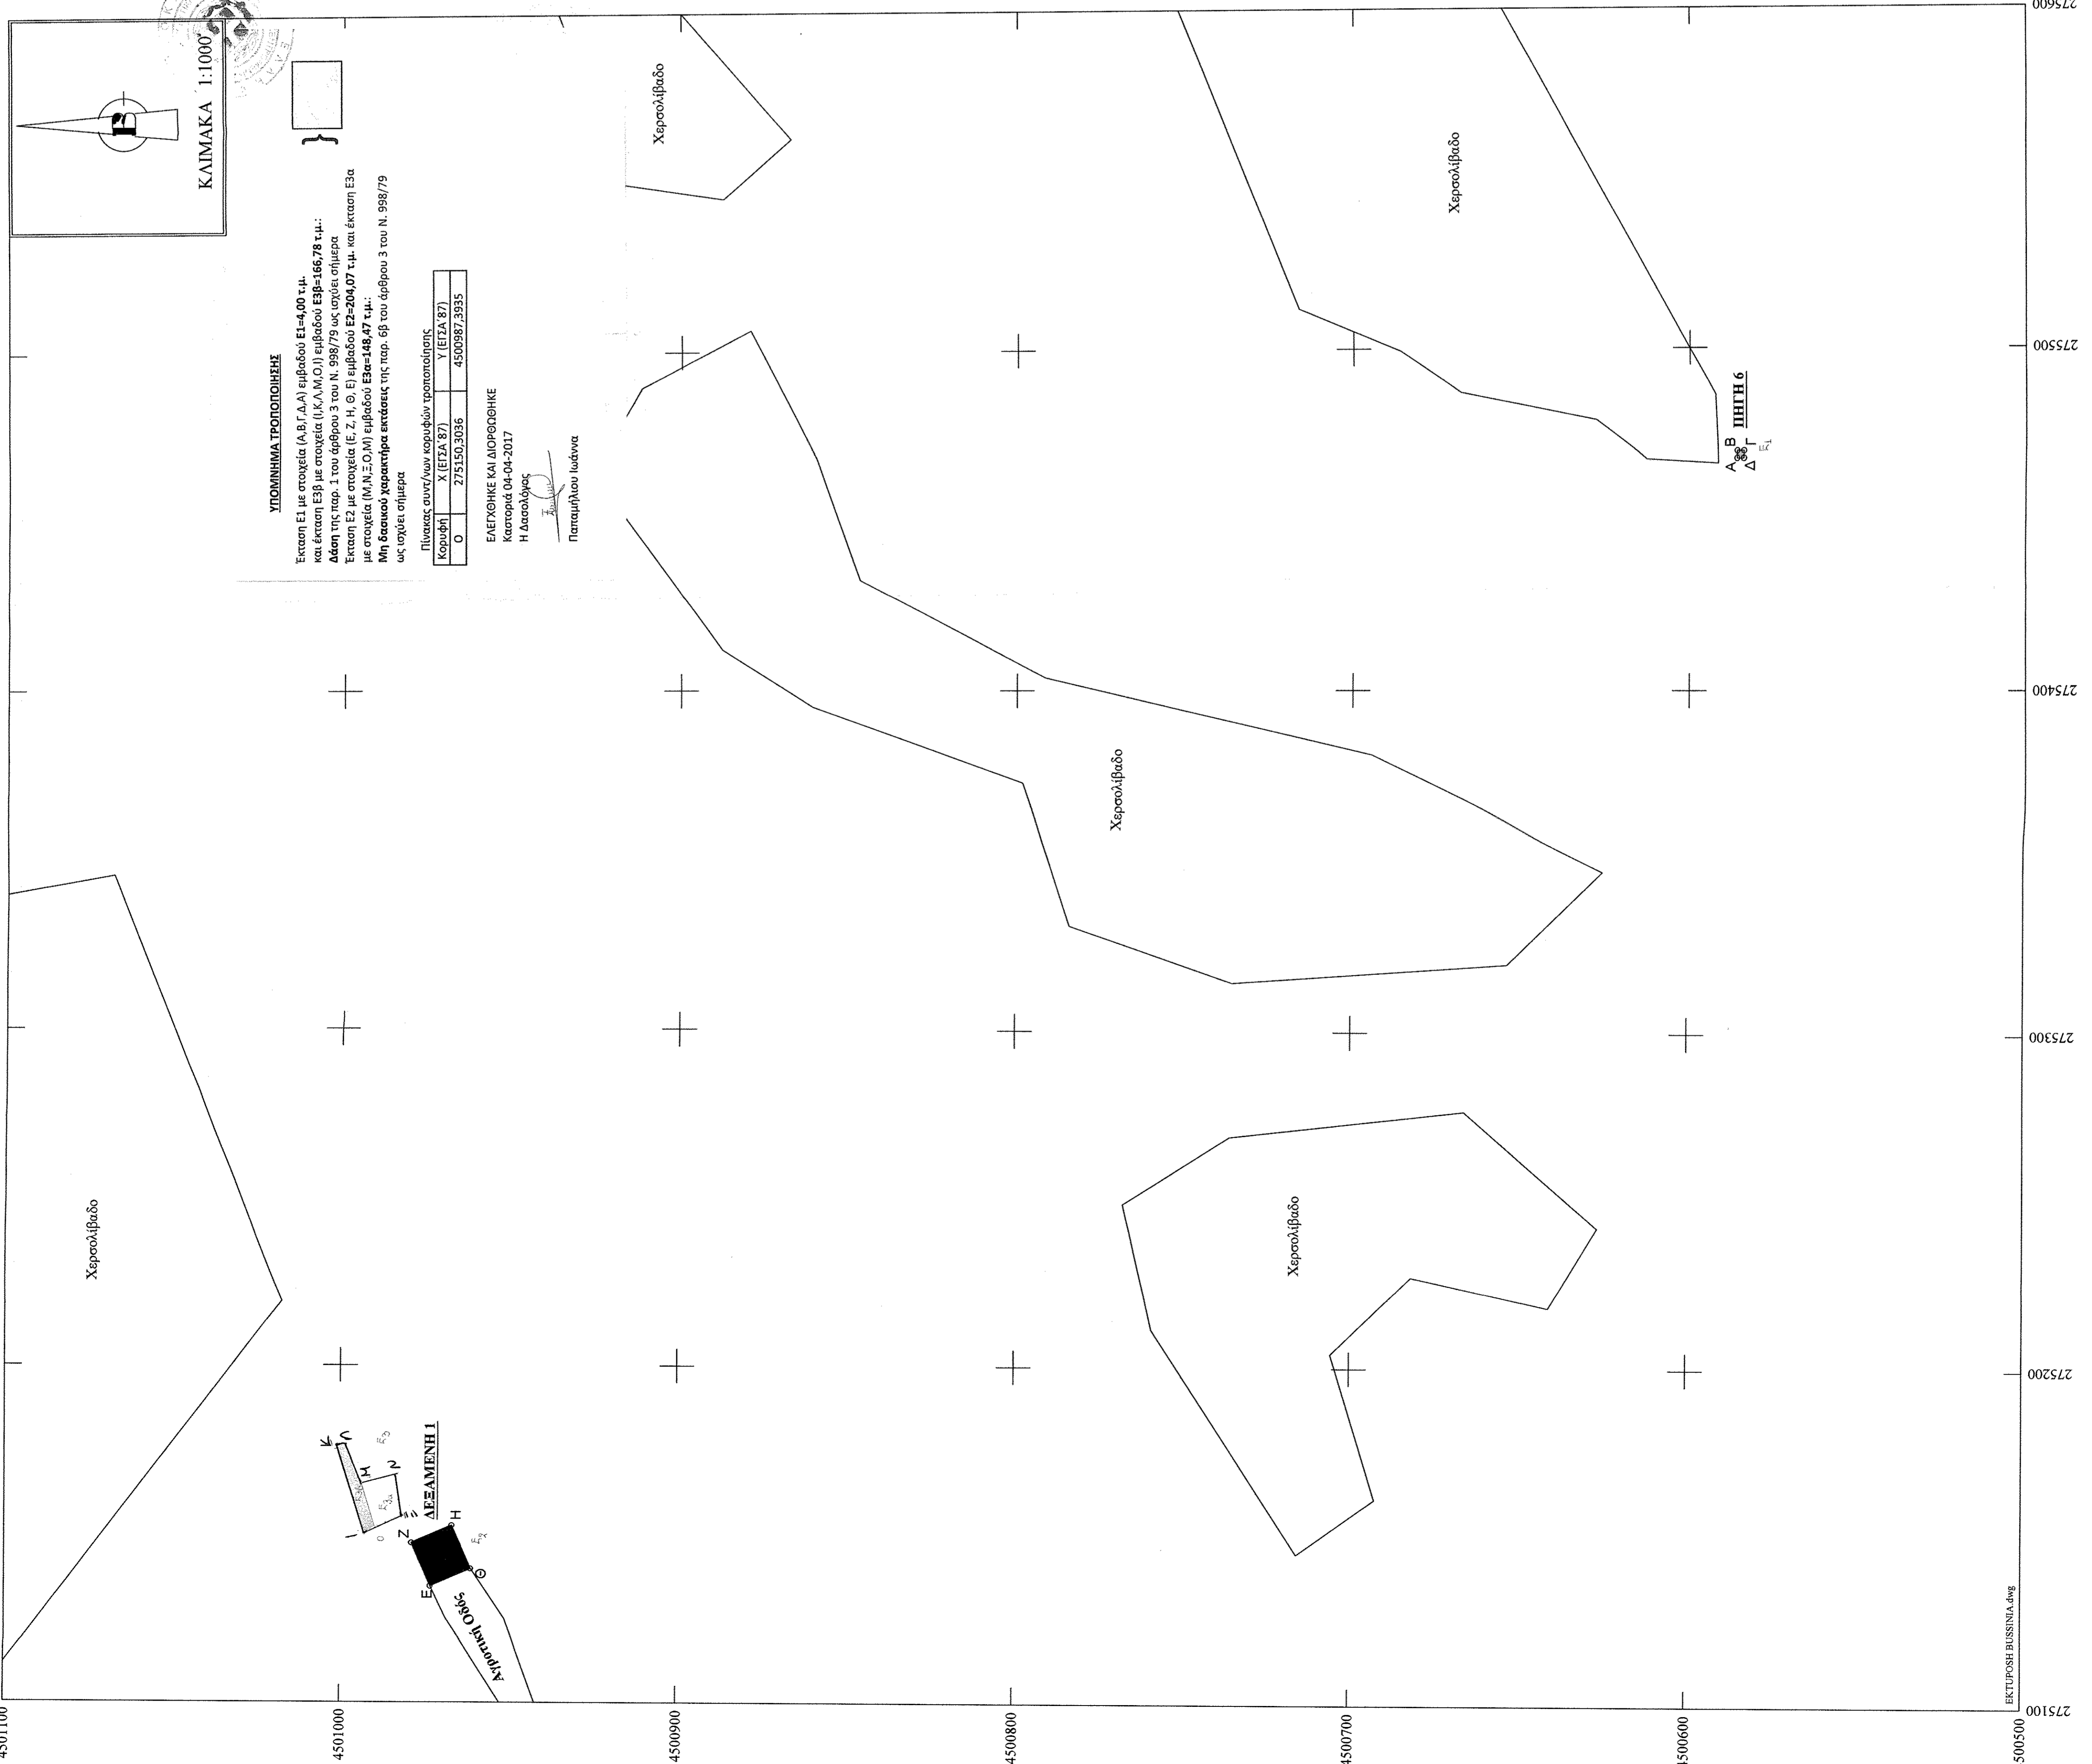 ΚΛΙΜΑΚΑ 1:1000
ΥΠΟΜΝΗΜΑ ΤΡΟΠΟΠΟΙΗΣΗΣ
Έκταση Ε1 με στοιχεία (Α,Β,Γ,Δ,Α) εμβαδού Ε1=4,00 τ.μ.
και έκταση Ε3β με στοιχεία (Ι,Κ,Λ,Μ,Ο,Ι) εμβαδού Ε3β=166,78 τ.μ.:
Δάση της παρ. 1 του άρθρου 3 του Ν. 998/79 ως ισχύει σήμερα
Έκταση Ε2 με στοιχεία (Ε, Ζ, Η, Θ, Ε) εμβαδού Ε2=204,07 τ.μ. και έκταση Ε3α
με στοιχεία (Μ,Ν,Ξ,Ο,Μ) εμβαδού Ε3α=148,47 τ.μ.:
Μη δασικού χαρακτήρα εκτάσεις της παρ. 6β του άρθρου 3 του Ν. 998/79
ως ισχύει σήμερα
Πίνακας συντ/νων κορυφών τροποποίησης
Κορυφή Χ (ΕΓΣΑ'87) Υ (ΕΓΣΑ'87)
Ο 275150,3036 4500987,3935
ΕΛΕΓΧΘΗΚΕ ΚΑΙ ΔΙΟΡΘΩΘΗΚΕ
Καστοριά 04-04-2017
Η Δασολόγος
Παπαμήλιου Ιωάννα
Χερσολίβαδο
Χερσολίβαδο
Χερσολίβαδο
Χερσολίβαδο
Χερσολίβαδο
ΠΗΓΗ 6
Α Β
Δ Γ
Ε1
ΔΕΞΑΜΕΝΗ 1
Ι
Κ
Λ
Μ
Ν
Ο
Ε3α
Ε3β
Ε3
Ε
Ζ
Η
Θ
Ε2
Αγροτική Οδός
275600
275500
275400
275300
275200
275100
4501100
4501000
4500900
4500800
4500700
4500600
5005500
EKTUPOSH BUSSINIA.dwg